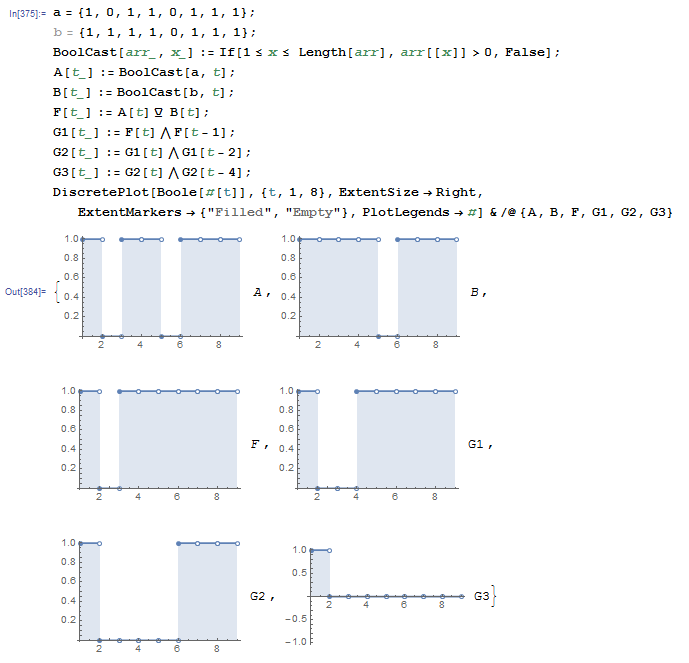 In[375]:= a = {1, 0, 1, 1, 0, 1, 1, 1};
b = {1, 1, 1, 1, 0, 1, 1, 1};
BoolCast[arr_, x_] := If[1 ≤ x ≤ Length[arr], arr[[x]] > 0, False];
A[t_] := BoolCast[a, t];
B[t_] := BoolCast[b, t];
F[t_] := A[t] ⊽ B[t];
G1[t_] := F[t] ⋀ F[t - 1];
G2[t_] := G1[t] ⋀ G1[t - 2];
G3[t_] := G2[t] ⋀ G2[t - 4];
DiscretePlot[Boole[#[t]], {t, 1, 8}, ExtentSize → Right,
ExtentMarkers → {"Filled", "Empty"}, PlotLegends → #] & /@ {A, B, F, G1, G2, G3}
1.0 1.0
0.8 0.8
0.6 0.6
Out[384]= { 0.4 A , 0.4 B ,
0.2 0.2
2 4 6 8 2 4 6 8
1.0 1.0
0.8 0.8
0.6 0.6
0.4 F , 0.4 G1 ,
0.2 0.2
2 4 6 8 2 4 6 8
1.0 1.0
0.8 0.5
0.6 G2 , G3}
0.4 2 4 6 8
0.2 -0.5
2 4 6 8 -1.0